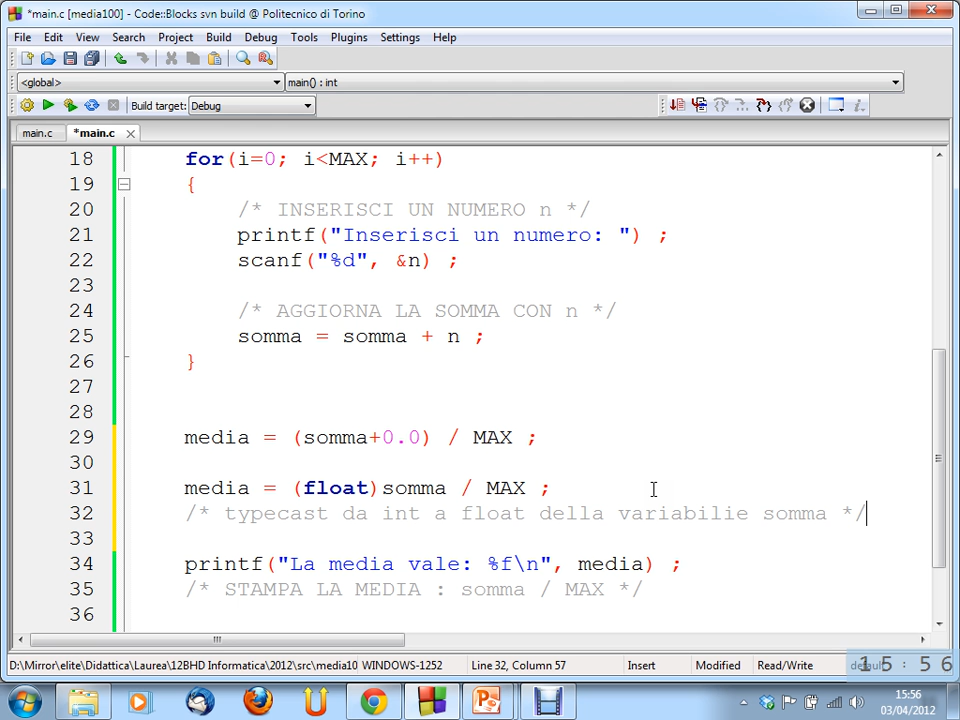 *main.c [media100] - Code::Blocks svn build @ Politecnico di Torino
File Edit View Search Project Build Debug Tools Plugins Settings Help
<global> main() : int
Build target: Debug
main.c *main.c
18 for(i=0; i<MAX; i++)
19 {
20 /* INSERISCI UN NUMERO n */
21 printf("Inserisci un numero: ") ;
22 scanf("%d", &n) ;
23
24 /* AGGIORNA LA SOMMA CON n */
25 somma = somma + n ;
26 }
27
28
29 media = (somma+0.0) / MAX ;
30
31 media = (float)somma / MAX ;
32 /* typecast da int a float della variabilie somma */
33
34 printf("La media vale: %f\n", media) ;
35 /* STAMPA LA MEDIA : somma / MAX */
36
D:\Mirror\elite\Didattica\Laurea\12BHD Informatica\2012\src\media10 WINDOWS-1252 Line 32, Column 57 Insert Modified Read/Write default
15:56
15:56
03/04/2012